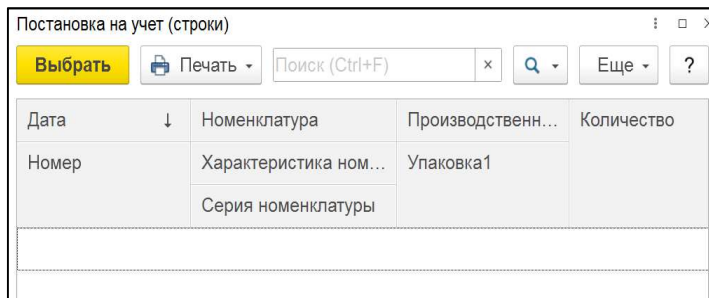 Постановка на учет (строки)
Выбрать Печать Поиск (Ctrl+F) × Еще ?
Дата ↓ Номенклатура Производственн... Количество
Номер Характеристика ном... Упаковка1
Серия номенклатуры